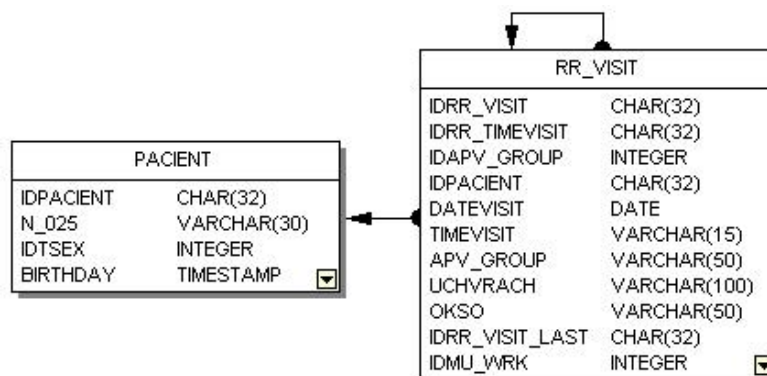 RR_VISIT
IDRR_VISIT CHAR(32)
IDRR_TIMEVISIT CHAR(32)
IDAPV_GROUP INTEGER
IDPACIENT CHAR(32)
DATEVISIT DATE
TIMEVISIT VARCHAR(15)
APV_GROUP VARCHAR(50)
UCHVRACH VARCHAR(100)
OKSO VARCHAR(50)
IDRR_VISIT_LAST CHAR(32)
IDMU_WRK INTEGER
PACIENT
IDPACIENT CHAR(32)
N_025 VARCHAR(30)
IDTSEX INTEGER
BIRTHDAY TIMESTAMP